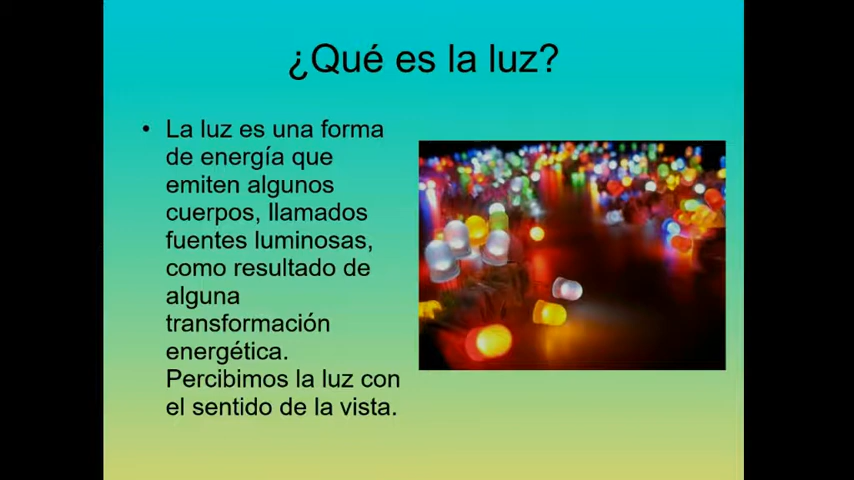 ¿Qué es la luz?
• La luz es una forma
de energía que
emiten algunos
cuerpos, llamados
fuentes luminosas,
como resultado de
alguna
transformación
energética.
Percibimos la luz con
el sentido de la vista.